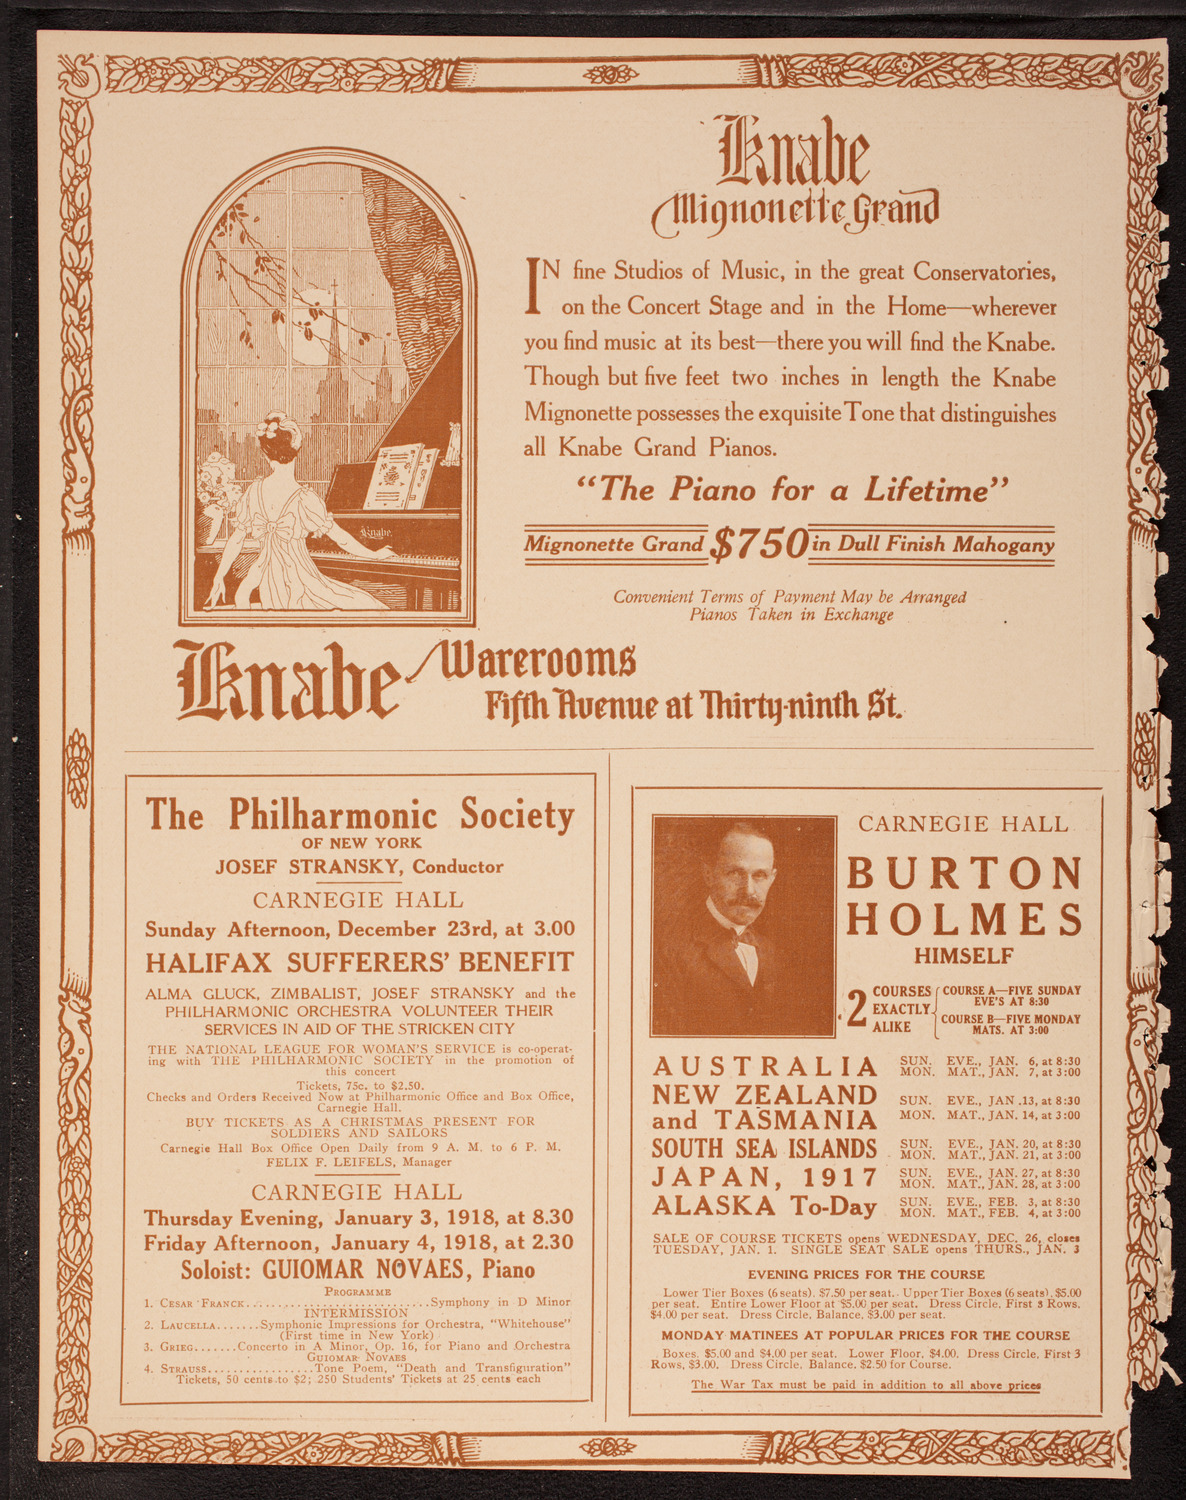 Knabe
Mignonette Grand
IN fine Studios of Music, in the great Conservatories,
on the Concert Stage and in the Home—wherever
you find music at its best—there you will find the Knabe.
Though but five feet two inches in length the Knabe
Mignonette possesses the exquisite Tone that distinguishes
all Knabe Grand Pianos.
“The Piano for a Lifetime”
Mignonette Grand $750 in Dull Finish Mahogany
Convenient Terms of Payment May be Arranged
Pianos Taken in Exchange
Knabe
Knabe Warerooms
Fifth Avenue at Thirty-ninth St.
The Philharmonic Society
OF NEW YORK
JOSEF STRANSKY, Conductor
CARNEGIE HALL
Sunday Afternoon, December 23rd, at 3.00
HALIFAX SUFFERERS’ BENEFIT
ALMA GLUCK, ZIMBALIST, JOSEF STRANSKY and the
PHILHARMONIC ORCHESTRA VOLUNTEER THEIR
SERVICES IN AID OF THE STRICKEN CITY
THE NATIONAL LEAGUE FOR WOMAN’S SERVICE is co-operat-
ing with THE PHILHARMONIC SOCIETY in the promotion of
this concert
Tickets, 75c. to $2.50.
Checks and Orders Received Now at Philharmonic Office and Box Office,
Carnegie Hall.
BUY TICKETS AS A CHRISTMAS PRESENT FOR
SOLDIERS AND SAILORS
Carnegie Hall Box Office Open Daily from 9 A. M. to 6 P. M.
FELIX F. LEIFELS, Manager
CARNEGIE HALL
Thursday Evening, January 3, 1918, at 8.30
Friday Afternoon, January 4, 1918, at 2.30
Soloist: GUIOMAR NOVAES, Piano
PROGRAMME
1. CESAR FRANCK..............................Symphony in D Minor
INTERMISSION
2. LAUCELLA.......Symphonic Impressions for Orchestra, “Whitehouse”
(First time in New York)
3. GRIEG.......Concerto in A Minor, Op. 16, for Piano and Orchestra
GUIOMAR NOVAES
4. STRAUSS..................Tone Poem, “Death and Transfiguration”
Tickets, 50 cents to $2; 250 Students’ Tickets at 25 cents each
CARNEGIE HALL
BURTON
HOLMES
HIMSELF
2 COURSES EXACTLY ALIKE
COURSE A—FIVE SUNDAY
EVE’S AT 8:30
COURSE B—FIVE MONDAY
MATS. AT 3:00
AUSTRALIA SUN. EVE., JAN. 6, at 8:30
MON. MAT., JAN. 7, at 3:00
NEW ZEALAND SUN. EVE., JAN .13, at 8:30
and TASMANIA MON. MAT., JAN. 14, at 3:00
SOUTH SEA ISLANDS SUN. EVE., JAN. 20, at 8:30
MON. MAT., JAN. 21, at 3:00
JAPAN, 1917 SUN. EVE., JAN. 27, at 8:30
MON. MAT., JAN. 28, at 3:00
ALASKA To-Day SUN. EVE., FEB. 3, at 8:30
MON. MAT., FEB. 4, at 3:00
SALE OF COURSE TICKETS opens WEDNESDAY, DEC. 26, closes
TUESDAY, JAN. 1. SINGLE SEAT SALE opens THURS., JAN. 3
EVENING PRICES FOR THE COURSE
Lower Tier Boxes (6 seats), $7.50 per seat. Upper Tier Boxes (6 seats), $5.00
per seat. Entire Lower Floor at $5.00 per seat. Dress Circle, First 3 Rows,
$4.00 per seat. Dress Circle, Balance, $3.00 per seat.
MONDAY MATINEES AT POPULAR PRICES FOR THE COURSE
Boxes, $5.00 and $4.00 per seat. Lower Floor, $4.00. Dress Circle, First 3
Rows, $3.00. Dress Circle, Balance, $2.50 for Course.
The War Tax must be paid in addition to all above prices